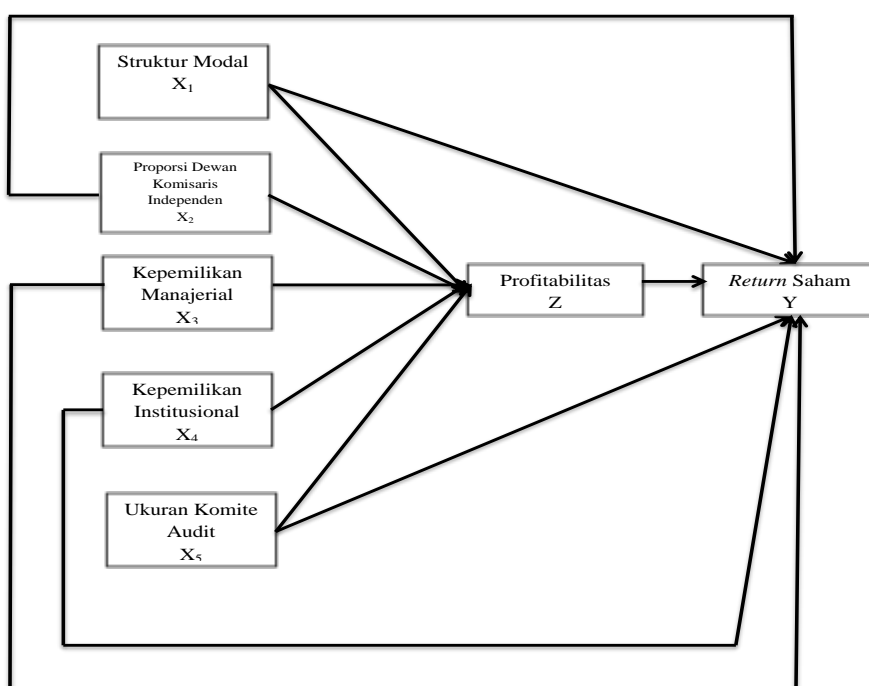 Struktur Modal
X₁
Proporsi Dewan
Komisaris
Independen
X₂
Kepemilikan
Manajerial
X₃
Kepemilikan
Institusional
X₄
Ukuran Komite
Audit
X₅
Profitabilitas
Z
Return Saham
Y